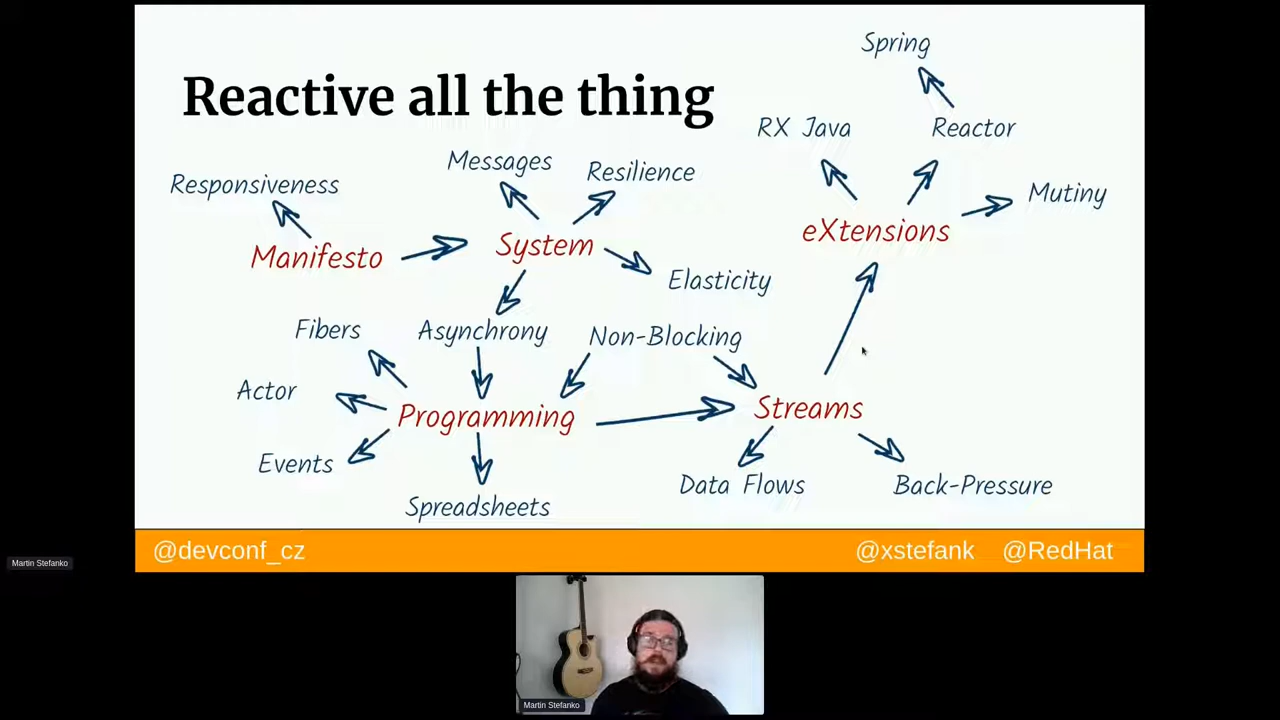 Reactive all the thing
Spring
RX Java
Reactor
Mutiny
eXtensions
Messages
Resilience
Responsiveness
Manifesto
System
Elasticity
Fibers
Asynchrony
Non-Blocking
Actor
Programming
Streams
Events
Spreadsheets
Data Flows
Back-Pressure
@devconf_cz
@xstefank @RedHat
Martin Stefanko
Martin Stefanko